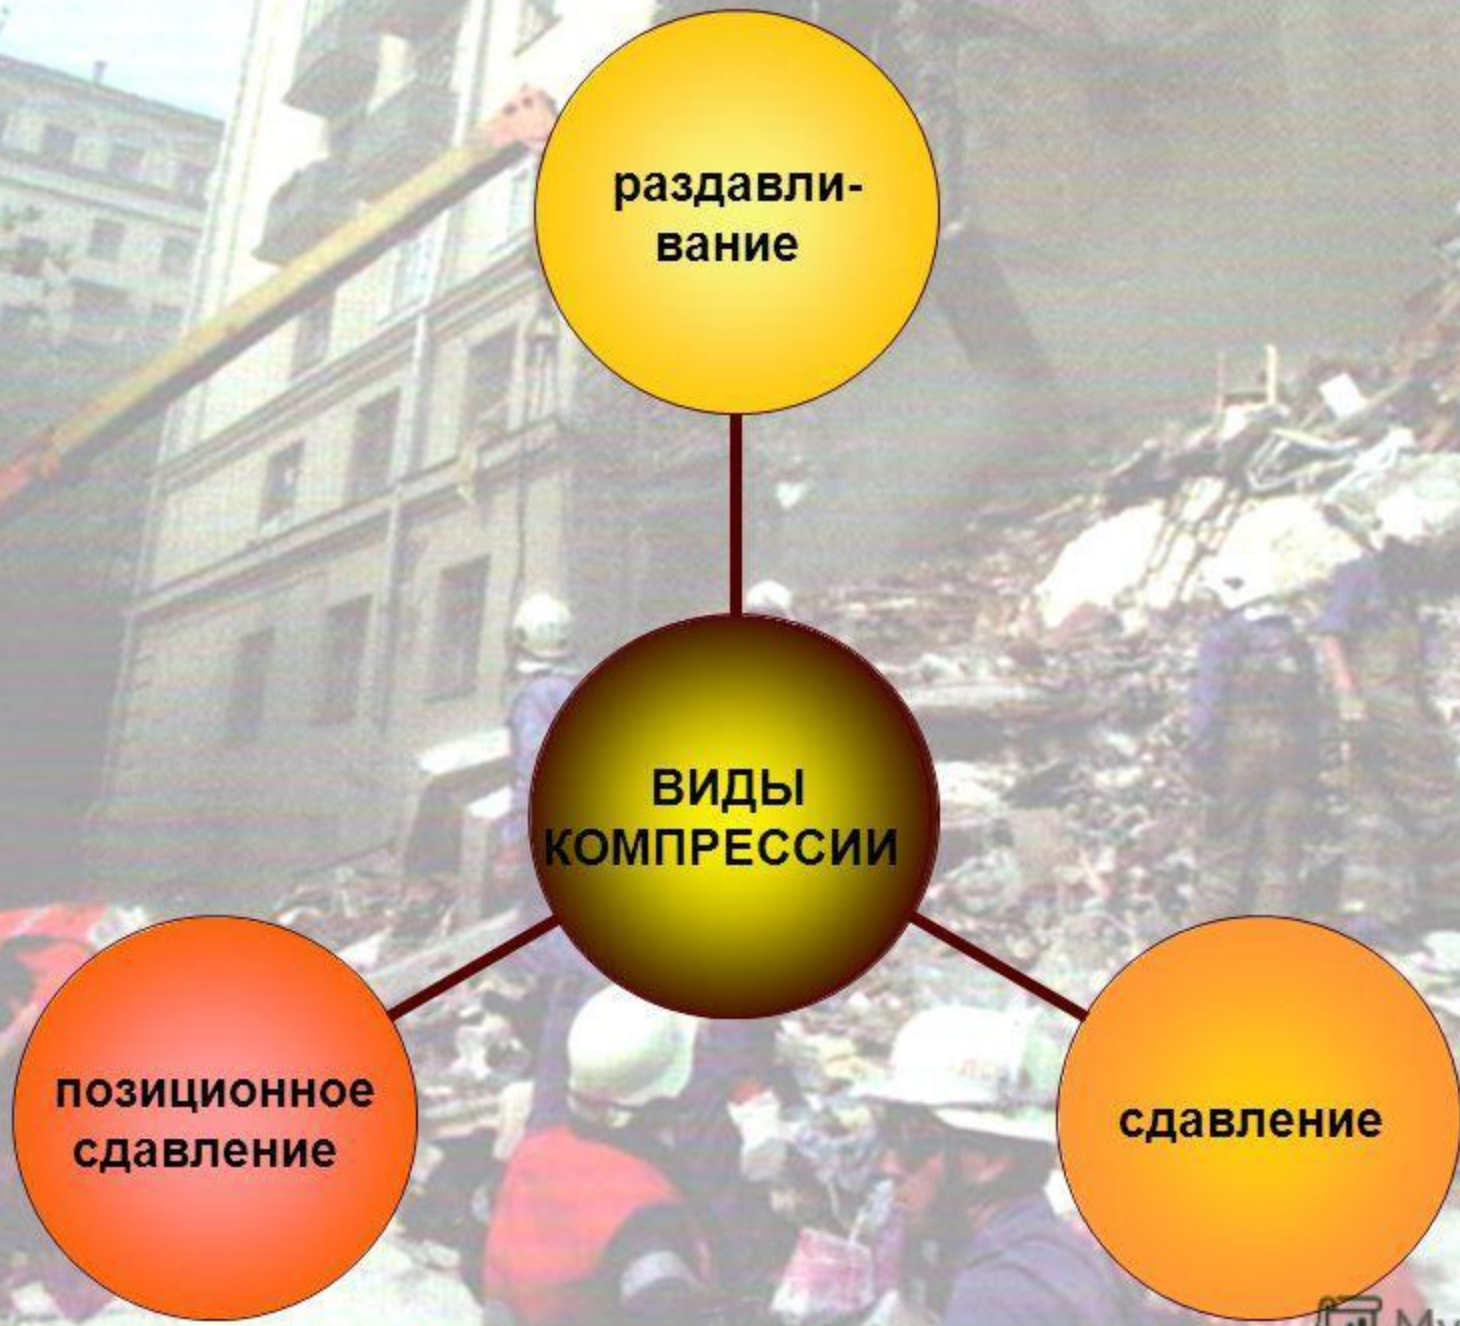 раздавли-
вание
ВИДЫ
КОМПРЕССИИ
позиционное
сдавление
сдавление